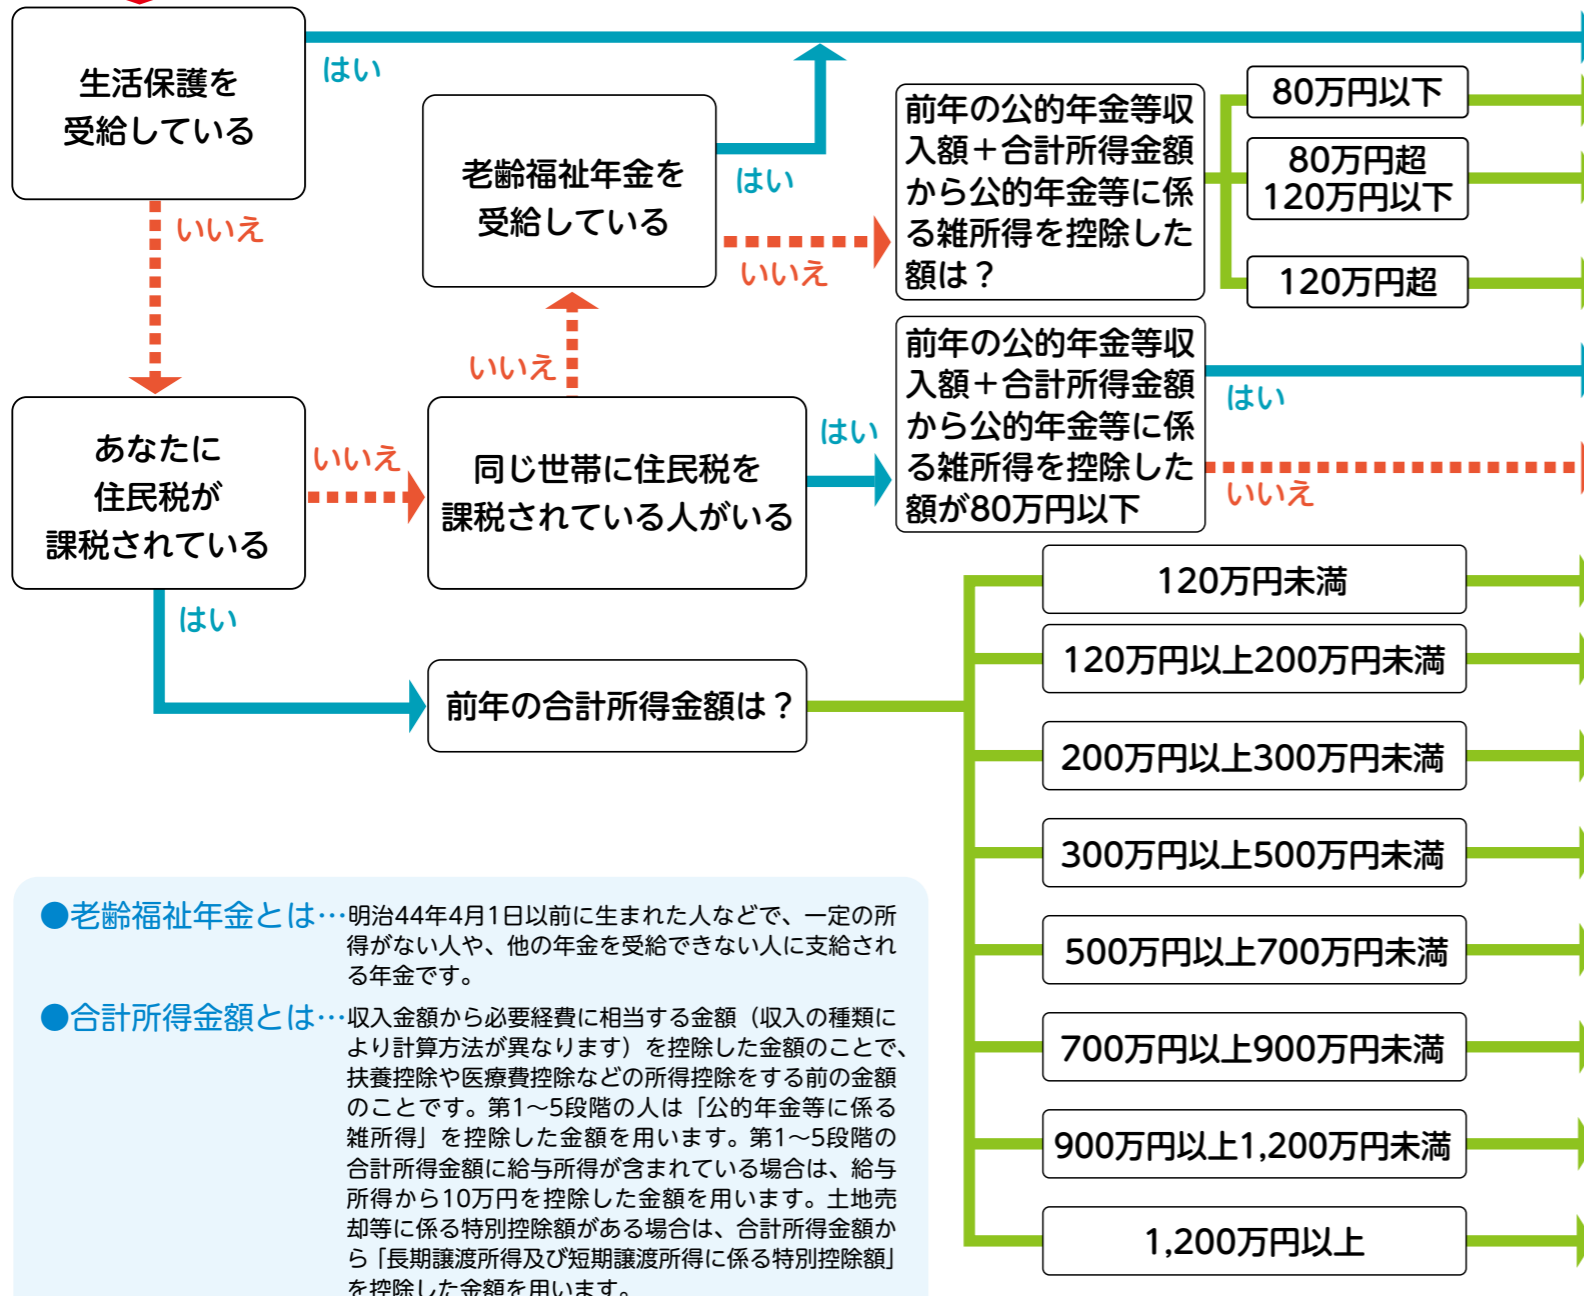 生活保護を
受給している
はい
いいえ
あなたに
住民税が
課税されている
いいえ
はい
同じ世帯に住民税を
課税されている人がいる
いいえ
はい
老齢福祉年金を
受給している
はい
いいえ
前年の公的年金等収
入額＋合計所得金額
から公的年金等に係
る雑所得を控除した
額は？
80万円以下
80万円超
120万円以下
120万円超
前年の公的年金等収
入額＋合計所得金額
から公的年金等に係
る雑所得を控除した
額が80万円以下
はい
いいえ
前年の合計所得金額は？
120万円未満
120万円以上200万円未満
200万円以上300万円未満
300万円以上500万円未満
500万円以上700万円未満
700万円以上900万円未満
900万円以上1,200万円未満
1,200万円以上
●老齢福祉年金とは…明治44年4月1日以前に生まれた人などで、一定の所
得がない人や、他の年金を受給できない人に支給され
る年金です。
●合計所得金額とは…収入金額から必要経費に相当する金額（収入の種類に
より計算方法が異なります）を控除した金額のことで、
扶養控除や医療費控除などの所得控除をする前の金額
のことです。第1～5段階の人は「公的年金等に係る
雑所得」を控除した金額を用います。第1～5段階の
合計所得金額に給与所得が含まれている場合は、給与
所得から10万円を控除した金額を用います。土地売
却等に係る特別控除額がある場合は、合計所得金額か
ら「長期譲渡所得及び短期譲渡所得に係る特別控除額」
を控除した金額を用います。